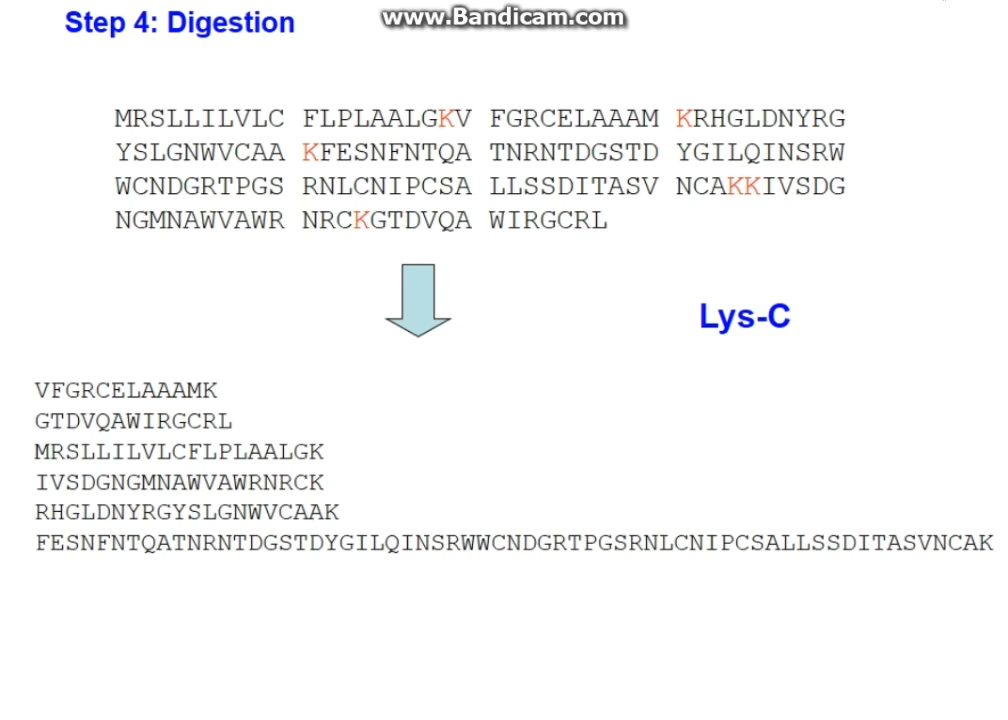 www.Bandicam.com
Step 4: Digestion
MRSLLILVLC FLPLAALGKV FGRCELAAAM KRHGLDNYRG
YSLGNWVCAA KFESNFNTQA TNRNTDGSTD YGILQINSRW
WCNDGRTPGS RNLCNIPCSA LLSSDITASV NCAKKIVSDG
NGMNAWVAWR NRCKGTDVQA WIRGCRL
Lys-C
VFGRCELAAAMK
GTDVQAWIRGCRL
MRSLLILVLCFLPLAALGK
IVSDGNGMNAWVAWRNRCK
RHGLDNYRGYSLGNWVCAAK
FESNFNTQATNRNTDGSTDYGILQINSRWWCNDGRTPGSRNLCNIPCSALLSSDITASVNCAK